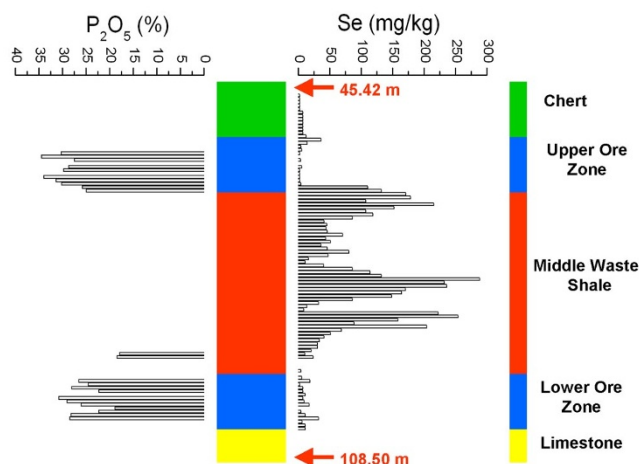 P2O5 (%)
Se (mg/kg)
40 35 30 25 20 15 10 5 0
0 50 100 150 200 250 300
45.42 m
Chert
Upper Ore
Zone
Middle Waste
Shale
Lower Ore
Zone
Limestone
108.50 m